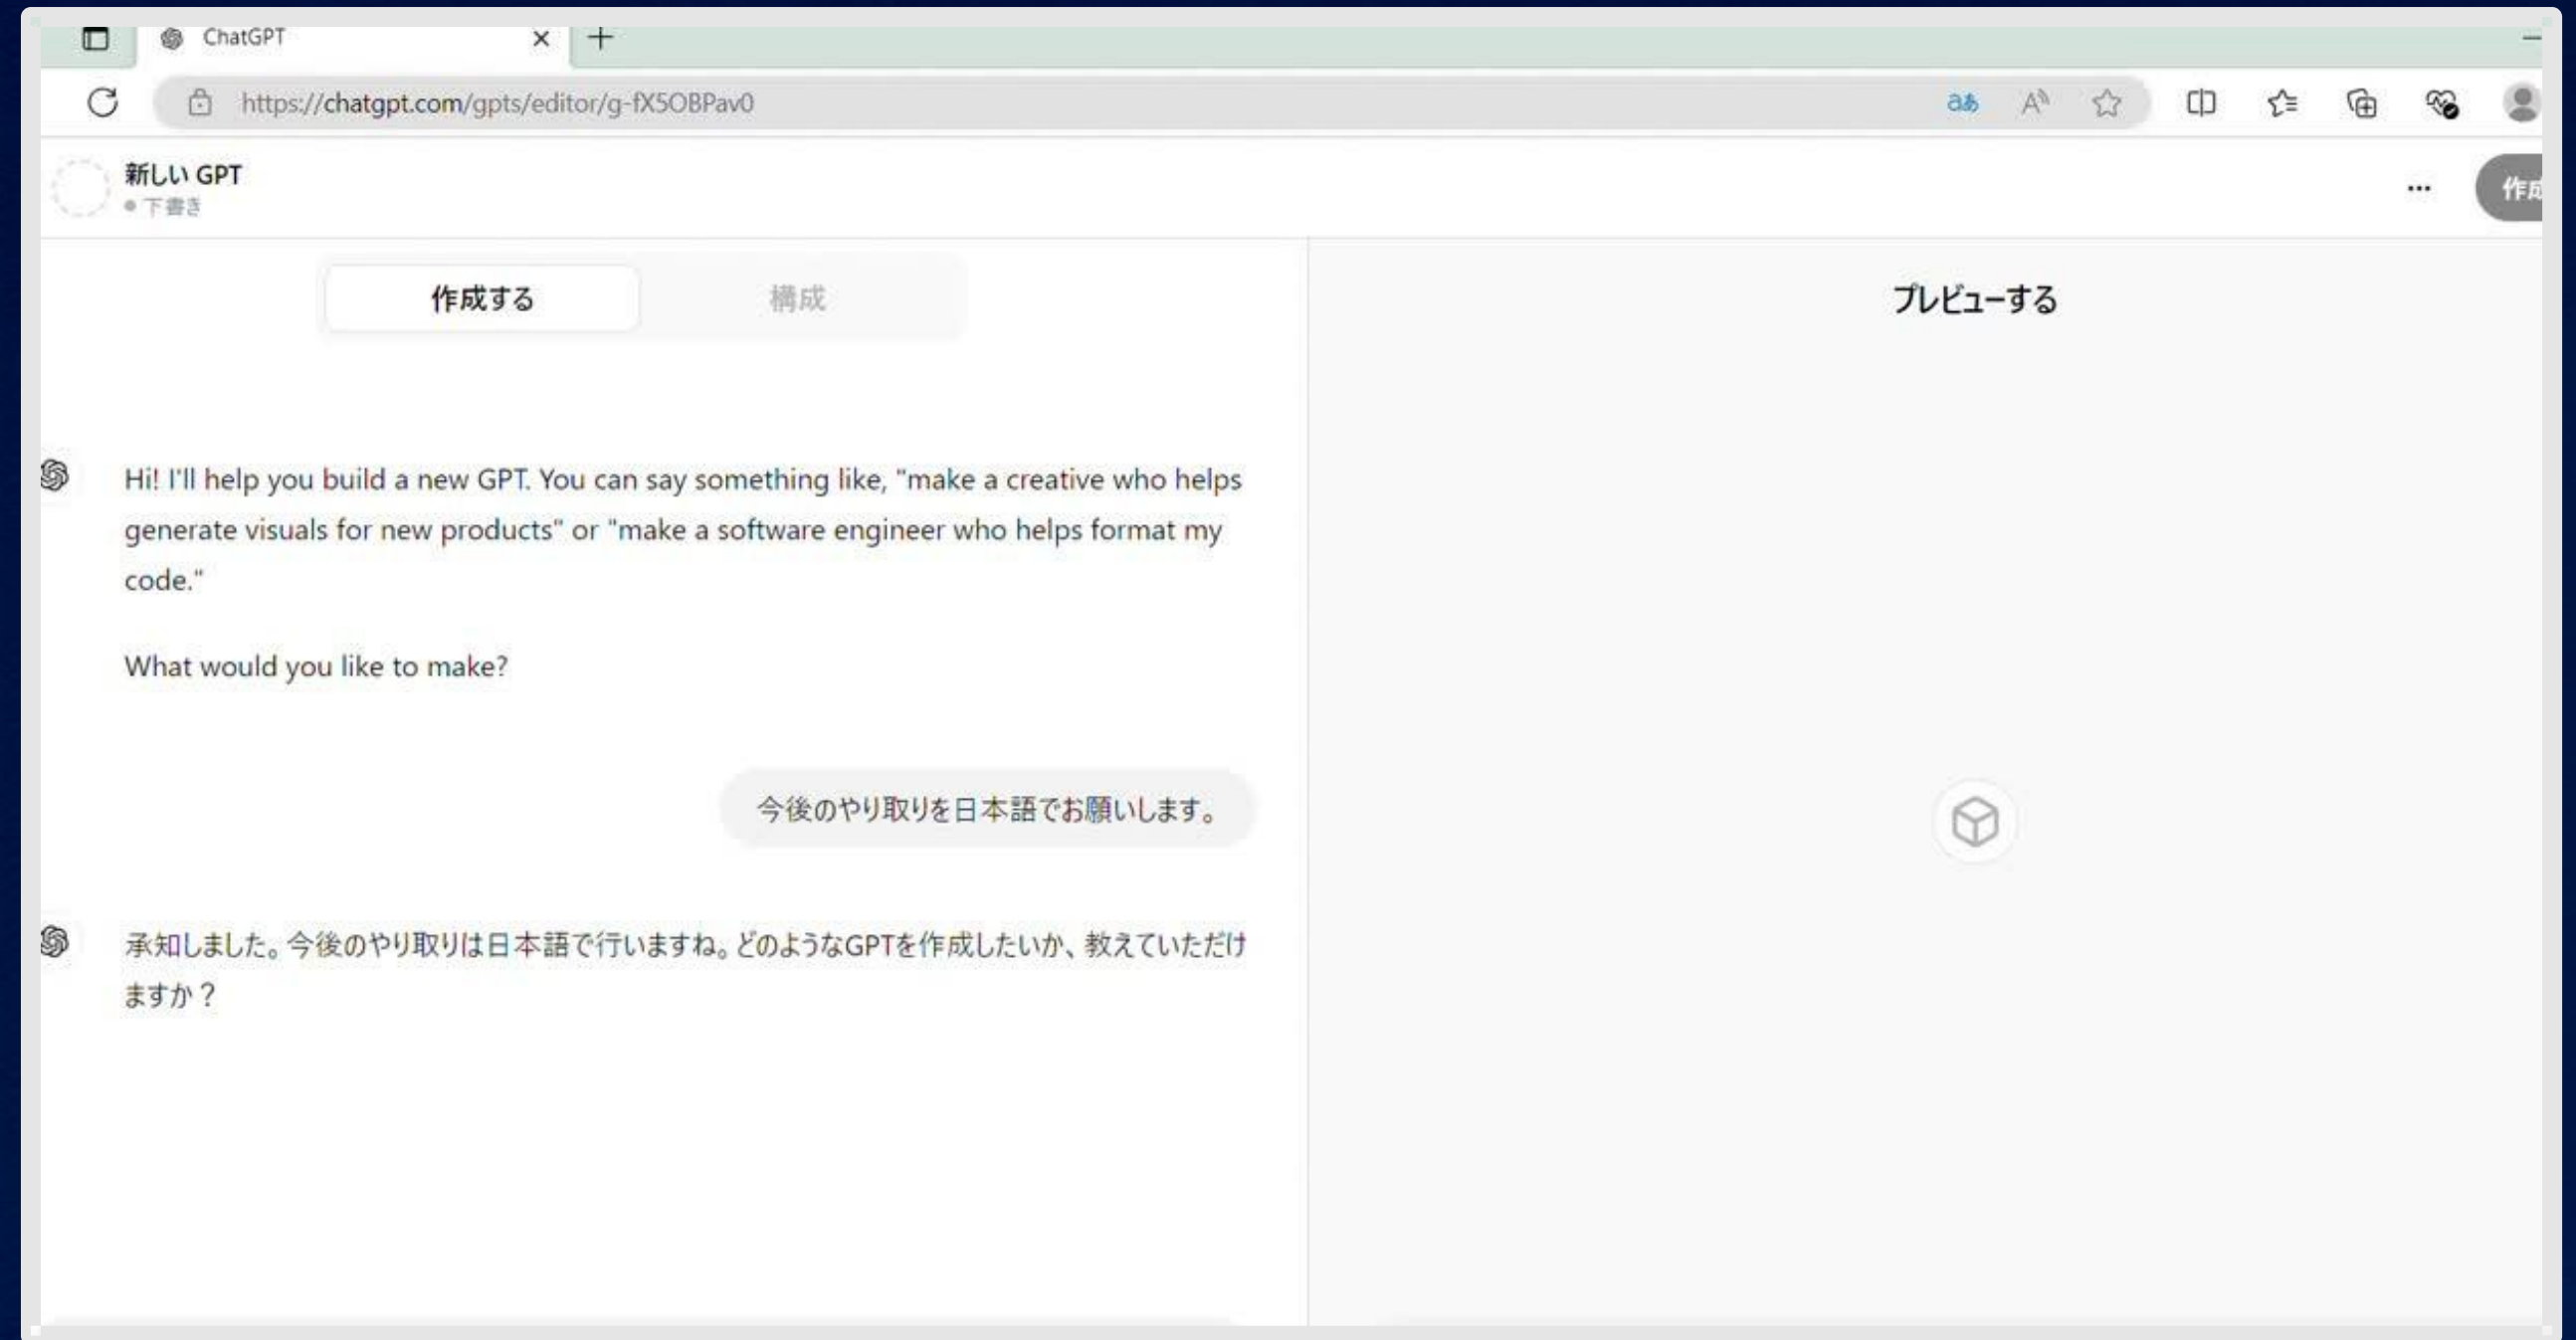 ChatGPT
https://chatgpt.com/gpts/editor/g-fX5OBPav0
新しい GPT
下書き
作成
作成する
構成
プレビューする
Hi! I'll help you build a new GPT. You can say something like, "make a creative who helps
generate visuals for new products" or "make a software engineer who helps format my
code."
What would you like to make?
今後のやり取りを日本語でお願いします。
承知しました。今後のやり取りは日本語で行いますね。どのようなGPTを作成したいか、教えていただけ
ますか？